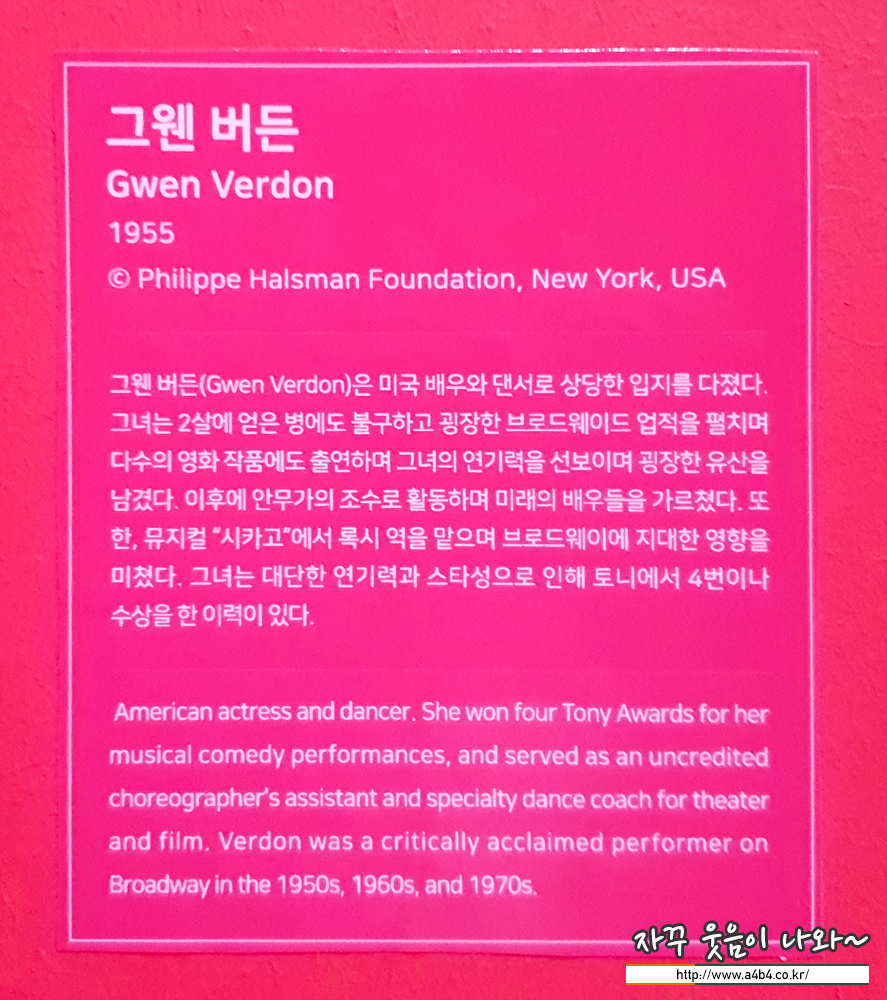 그웬 버든
Gwen Verdon
1955
© Philippe Halsman Foundation, New York, USA
그웬 버든(Gwen Verdon)은 미국 배우와 댄서로 상당한 입지를 다졌다.
그녀는 2살에 얻은 병에도 불구하고 굉장한 브로드웨이드 업적을 펼치며
다수의 영화 작품에도 출연하며 그녀의 연기력을 선보이며 굉장한 유산을
남겼다. 이후에 안무가의 조수로 활동하며 미래의 배우들을 가르쳤다. 또
한, 뮤지컬 “시카고”에서 록시 역을 맡으며 브로드웨이에 지대한 영향을
미쳤다. 그녀는 대단한 연기력과 스타성으로 인해 토니에서 4번이나
수상을 한 이력이 있다.
American actress and dancer. She won four Tony Awards for her
musical comedy performances, and served as an uncredited
choreographer's assistant and specialty dance coach for theater
and film. Verdon was a critically acclaimed performer on
Broadway in the 1950s, 1960s, and 1970s.
자꾸 웃음이 나와~
http://www.a4b4.co.kr/